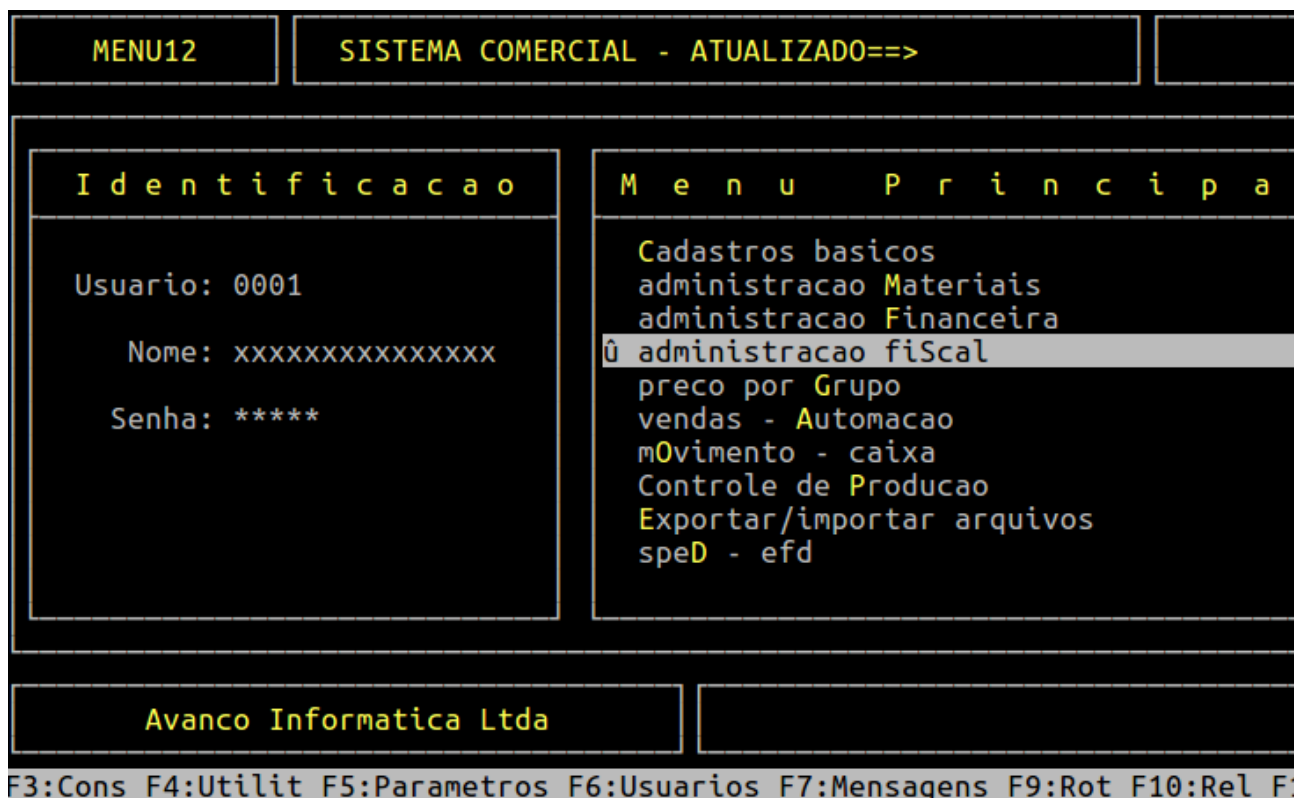 MENU12
SISTEMA COMERCIAL - ATUALIZADO==>
I d e n t i f i c a c a o
Usuario: 0001
Nome: xxxxxxxxxxxxxxx
Senha: *****
M e n u   P r i n c i p a
Cadastros basicos
administracao Materiais
administracao Financeira
û administracao fiScal
preco por Grupo
vendas - Automacao
mOvimento - caixa
Controle de Producao
Exportar/importar arquivos
speD - efd
Avanco Informatica Ltda
F3:Cons F4:Utilit F5:Parametros F6:Usuarios F7:Mensagens F9:Rot F10:Rel